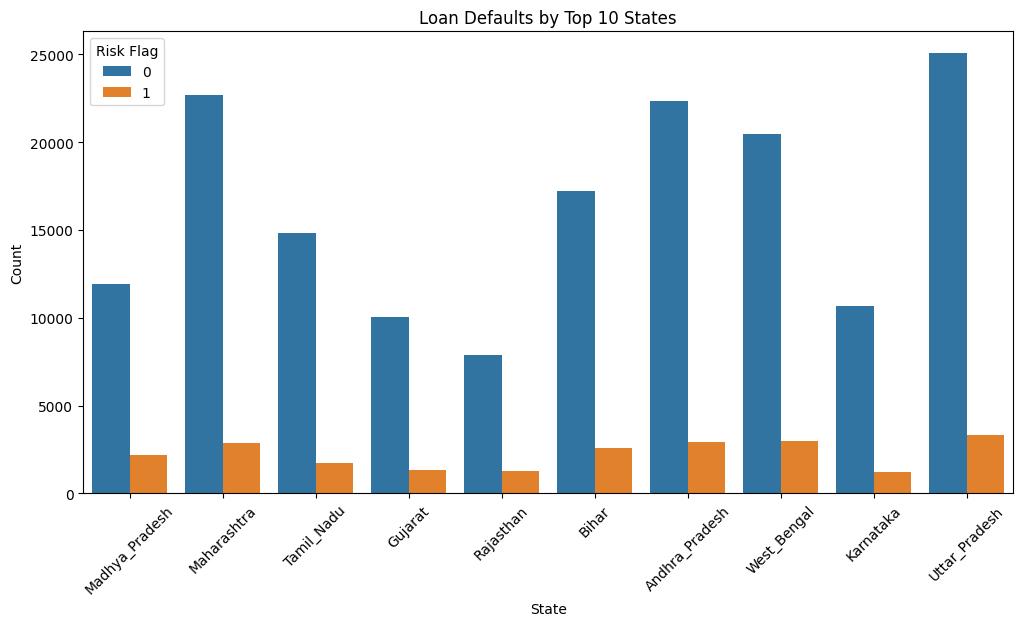 Loan Defaults by Top 10 States
Risk Flag
0
1
Count
25000
20000
15000
10000
5000
0
Madhya_Pradesh
Maharashtra
Tamil_Nadu
Gujarat
Rajasthan
Bihar
Andhra_Pradesh
West_Bengal
Karnataka
Uttar_Pradesh
State